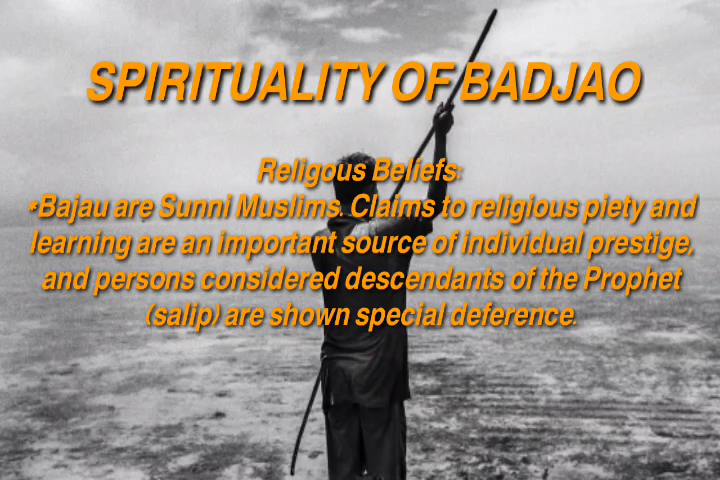 SPIRITUALITY OF BADJAO
Religous Beliefs:
*Bajau are Sunni Muslims. Claims to religious piety and
learning are an important source of individual prestige,
and persons considered descendants of the Prophet
(salip) are shown special deference.